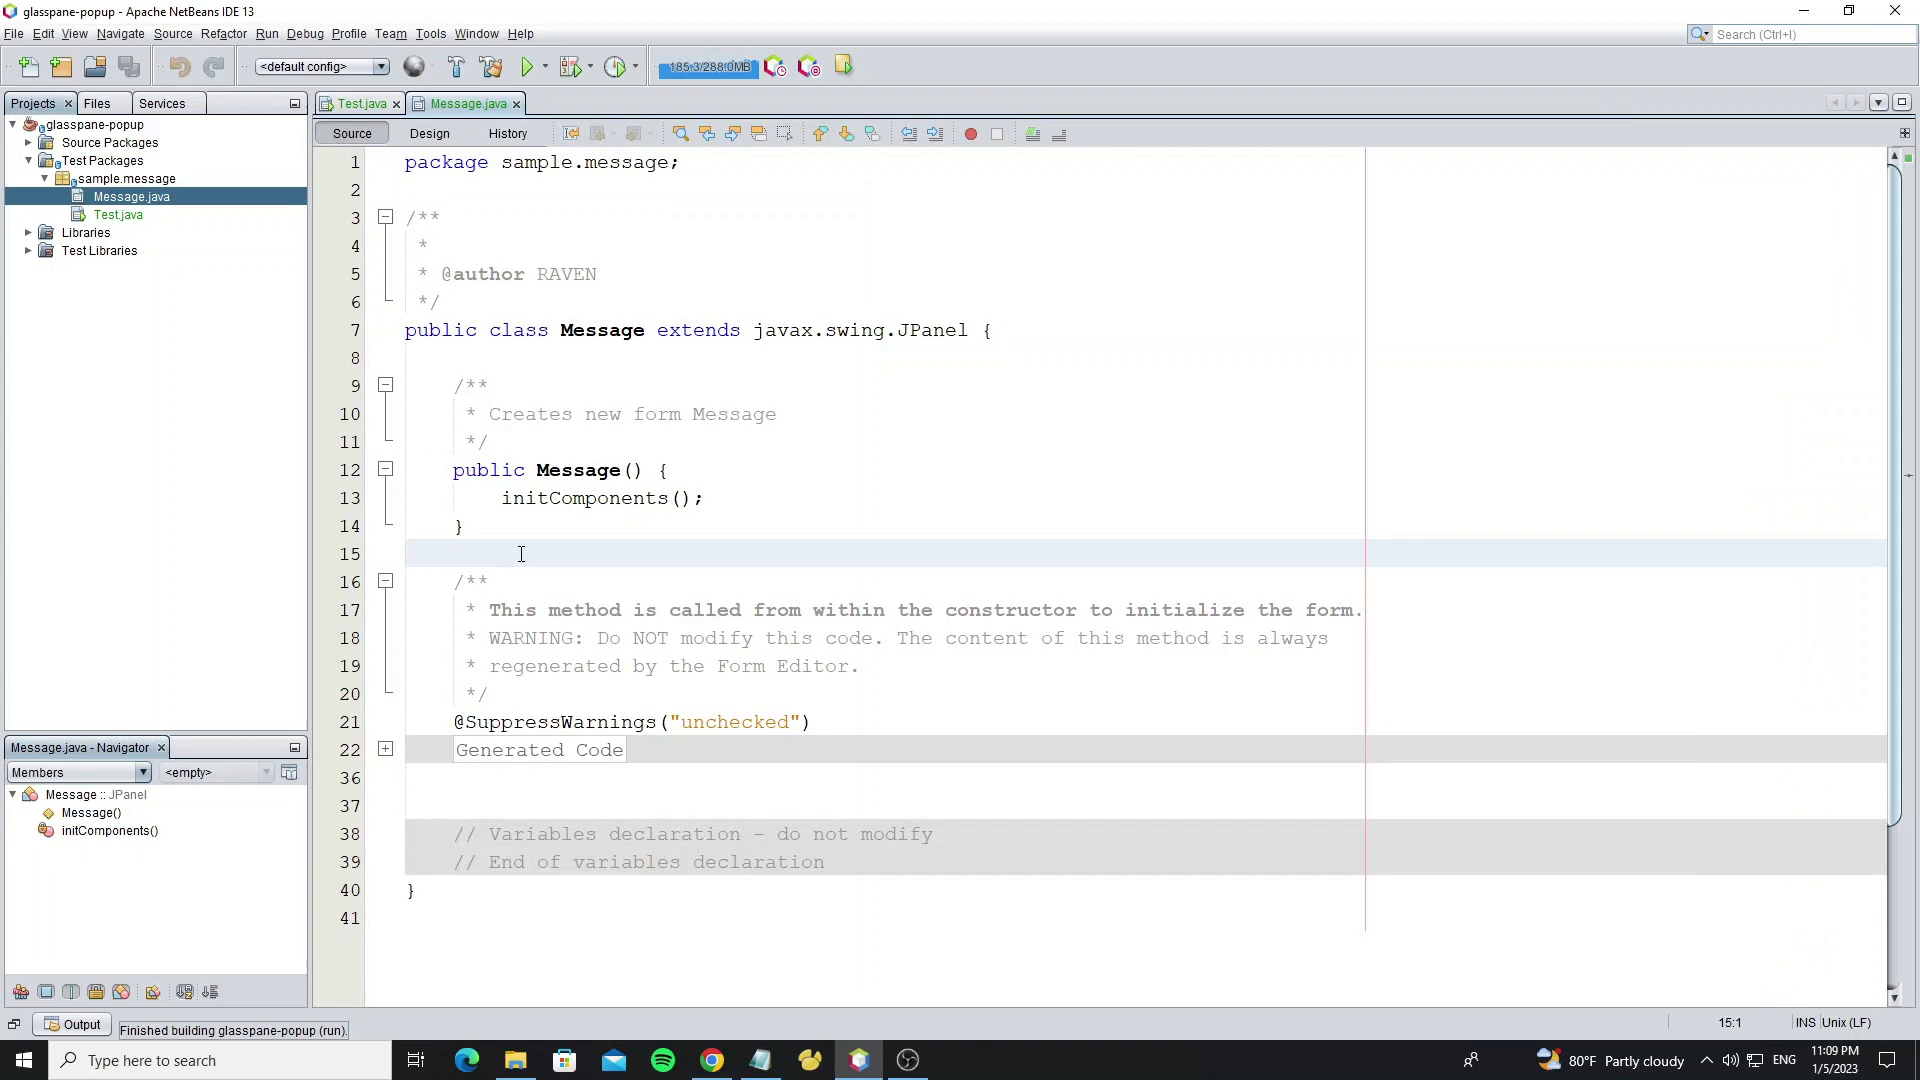 glasspane-popup - Apache NetBeans IDE 13
File Edit View Navigate Source Refactor Run Debug Profile Team Tools Window Help
Search (Ctrl+I)
<default config>
185.3/288.0MB
Projects Files Services
Test.java Message.java
Source Design History
glasspane-popup
Source Packages
Test Packages
sample.message
Message.java
Test.java
Libraries
Test Libraries
1 package sample.message;
2
3 /**
4 *
5 * @author RAVEN
6 */
7 public class Message extends javax.swing.JPanel {
8
9 /**
10 * Creates new form Message
11 */
12 public Message() {
13 initComponents();
14 }
15
16 /**
17 * This method is called from within the constructor to initialize the form.
18 * WARNING: Do NOT modify this code. The content of this method is always
19 * regenerated by the Form Editor.
20 */
21 @SuppressWarnings("unchecked")
22 Generated Code
36
37
38 // Variables declaration - do not modify
39 // End of variables declaration
40 }
41
Message.java - Navigator
Members <empty>
Message :: JPanel
Message()
initComponents()
Output
Finished building glasspane-popup (run).
15:1 INS Unix (LF)
Type here to search
80°F Partly cloudy
ENG
11:09 PM
1/5/2023